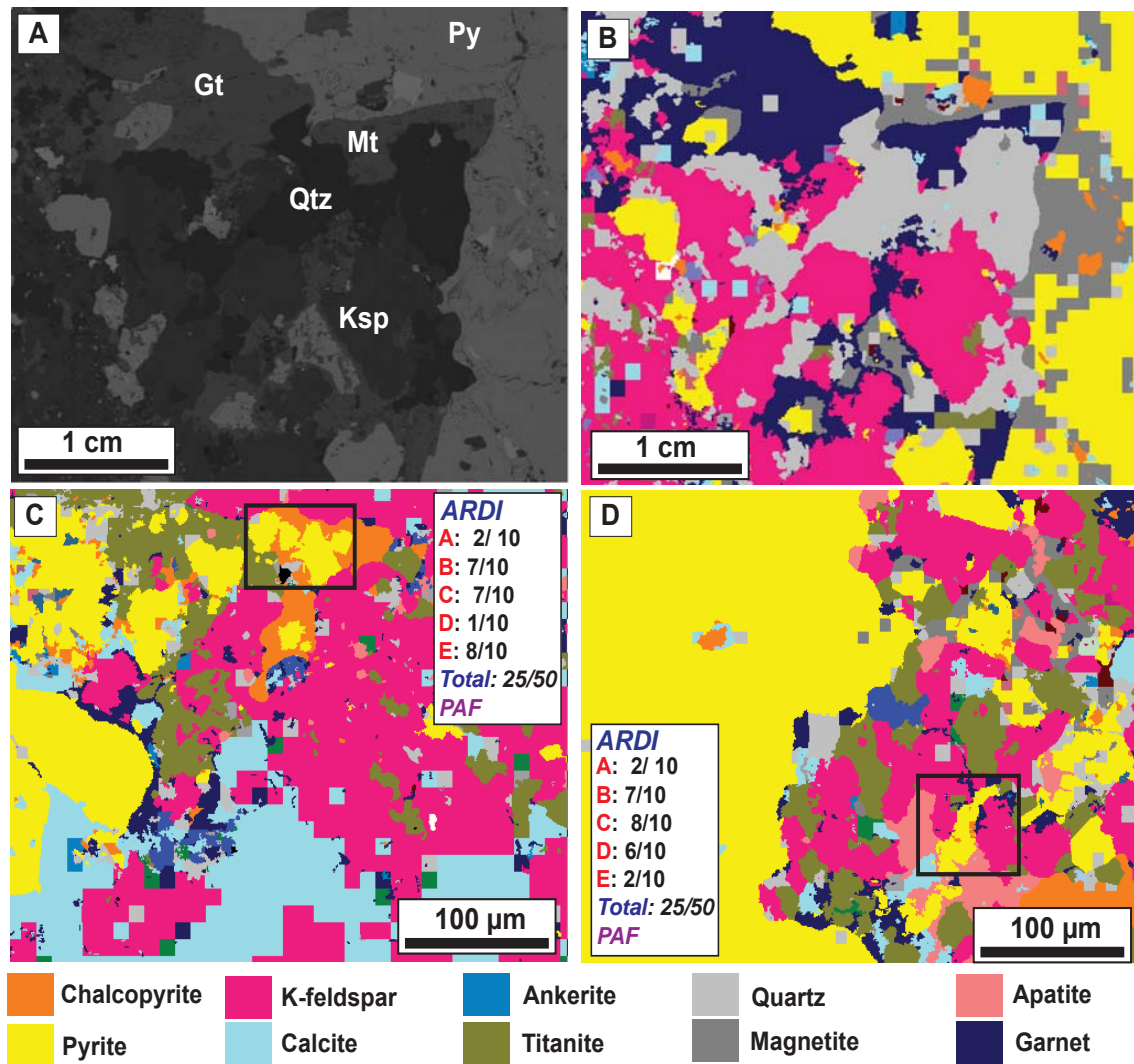 A
Py
Gt
Mt
Qtz
Ksp
1 cm
B
1 cm
C
ARDI
A: 2/ 10
B: 7/10
C: 7/10
D: 1/10
E: 8/10
Total: 25/50
PAF
100 µm
D
ARDI
A: 2/ 10
B: 7/10
C: 8/10
D: 6/10
E: 2/10
Total: 25/50
PAF
100 µm
Chalcopyrite K-feldspar Ankerite Quartz Apatite
Pyrite Calcite Titanite Magnetite Garnet